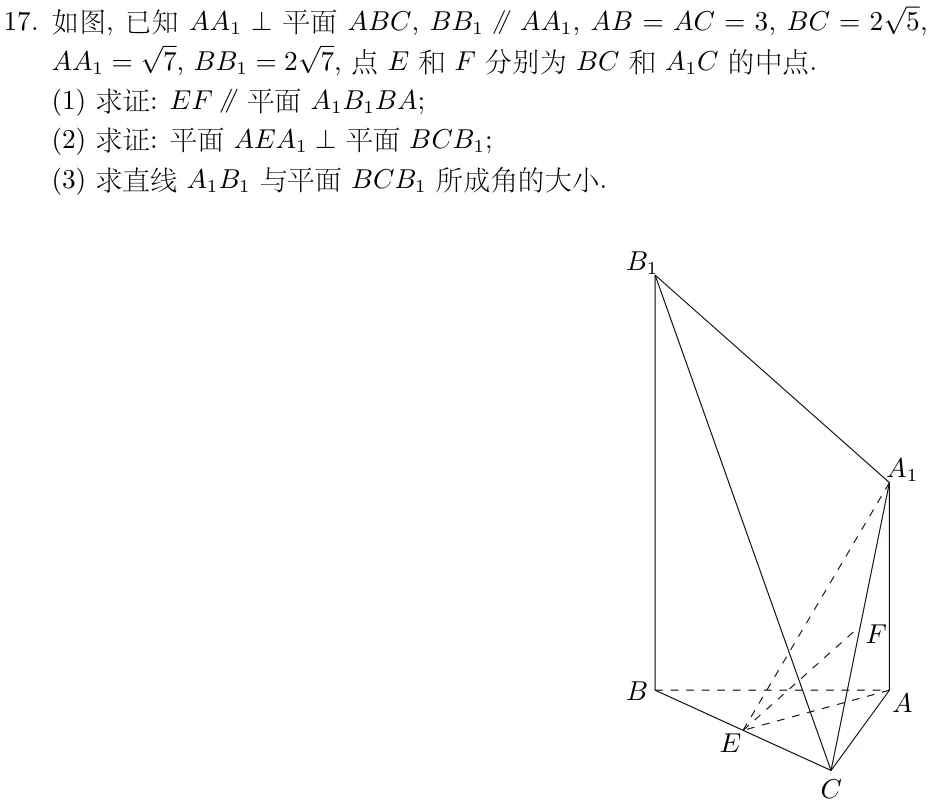 17. 如图, 已知 AA₁ ⊥ 平面 ABC, BB₁ ∥ AA₁, AB = AC = 3, BC = 2√5,
AA₁ = √7, BB₁ = 2√7, 点 E 和 F 分别为 BC 和 A₁C 的中点.
(1) 求证: EF ∥ 平面 A₁B₁BA;
(2) 求证: 平面 AEA₁ ⊥ 平面 BCB₁;
(3) 求直线 A₁B₁ 与平面 BCB₁ 所成角的大小.
B₁
A₁
F
B
A
E
C